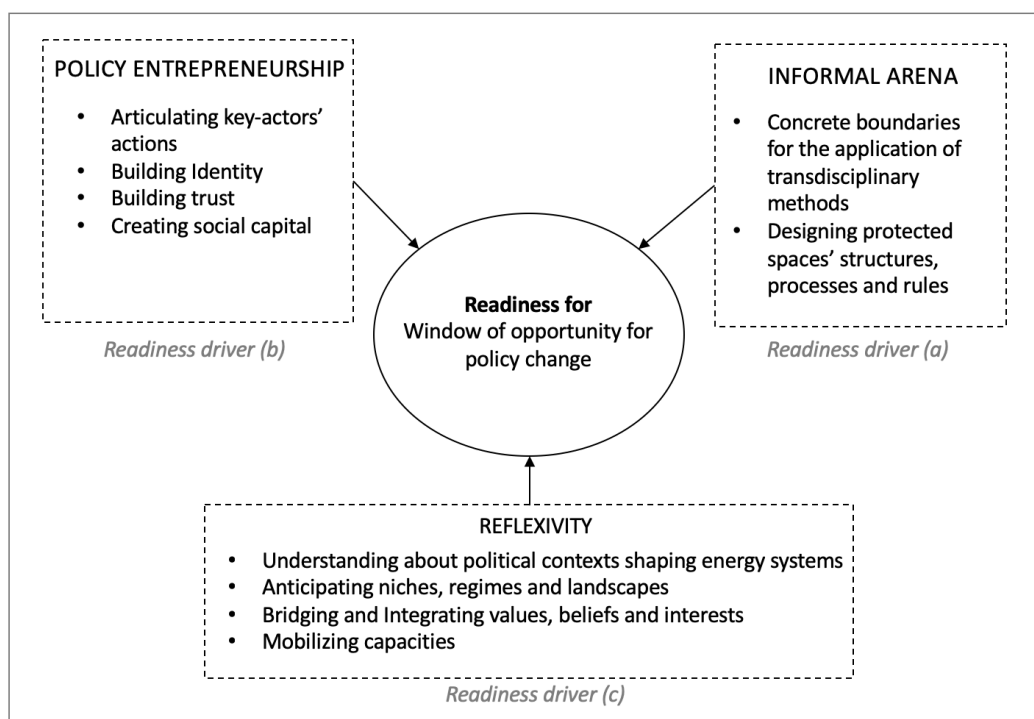 POLICY ENTREPRENEURSHIP
• Articulating key-actors’
actions
• Building Identity
• Building trust
• Creating social capital
Readiness driver (b)
INFORMAL ARENA
• Concrete boundaries
for the application of
transdisciplinary
methods
• Designing protected
spaces’ structures,
processes and rules
Readiness driver (a)
Readiness for
Window of opportunity for
policy change
REFLEXIVITY
• Understanding about political contexts shaping energy systems
• Anticipating niches, regimes and landscapes
• Bridging and Integrating values, beliefs and interests
• Mobilizing capacities
Readiness driver (c)